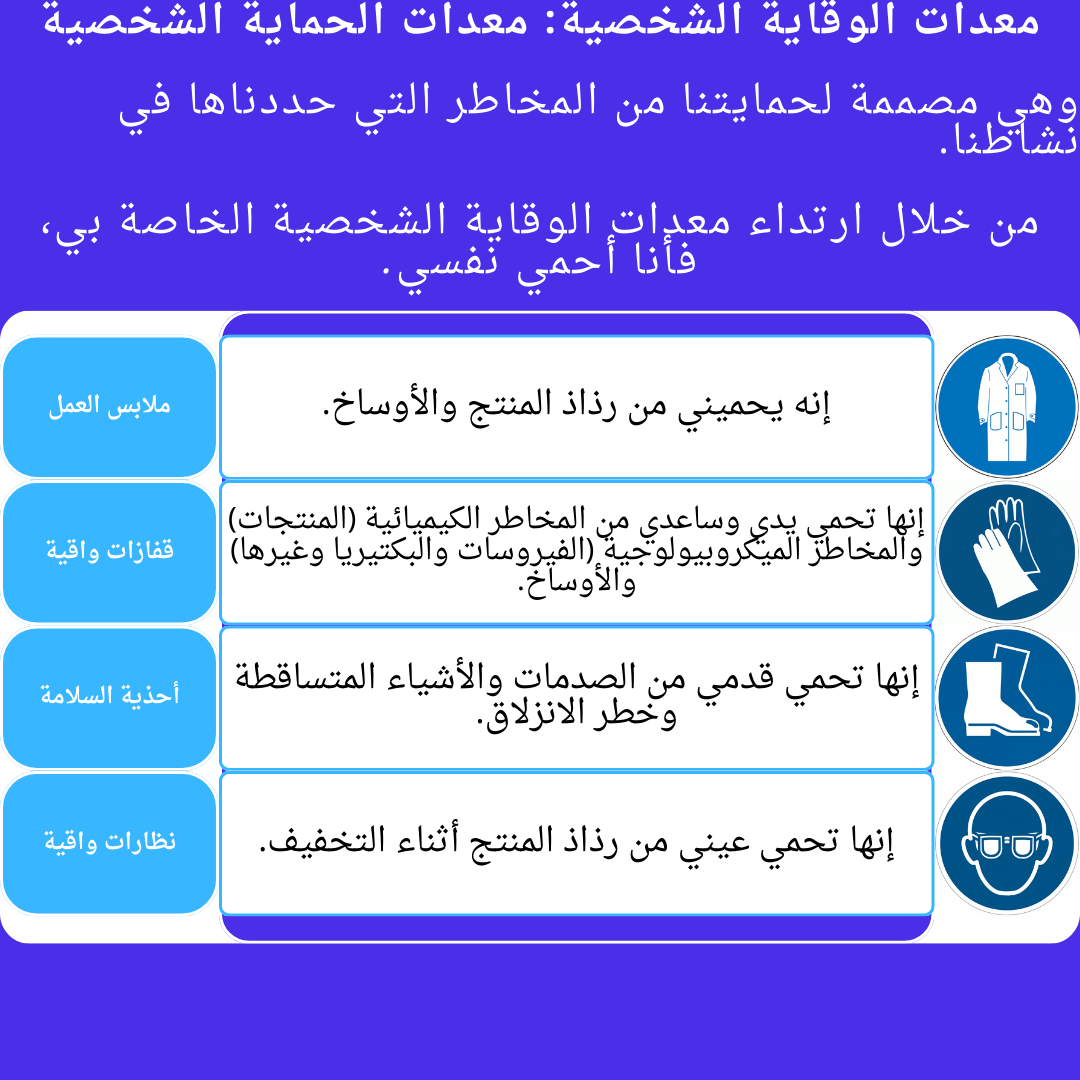 معدات الوقاية الشخصية: معدات الحماية الشخصية
وهي مصممة لحمايتنا من المخاطر التي حددناها في
نشاطنا.
من خلال ارتداء معدات الوقاية الشخصية الخاصة بي،
فأنا أحمي نفسي.
إنه يحميني من رذاذ المنتج والأوساخ.
ملابس العمل
إنها تحمي يدي وساعدي من المخاطر الكيميائية (المنتجات)
والمخاطر الميكروبيولوجية (الفيروسات والبكتيريا وغيرها)
والأوساخ.
قفازات واقية
إنها تحمي قدمي من الصدمات والأشياء المتساقطة
وخطر الانزلاق.
أحذية السلامة
إنها تحمي عيني من رذاذ المنتج أثناء التخفيف.
نظارات واقية